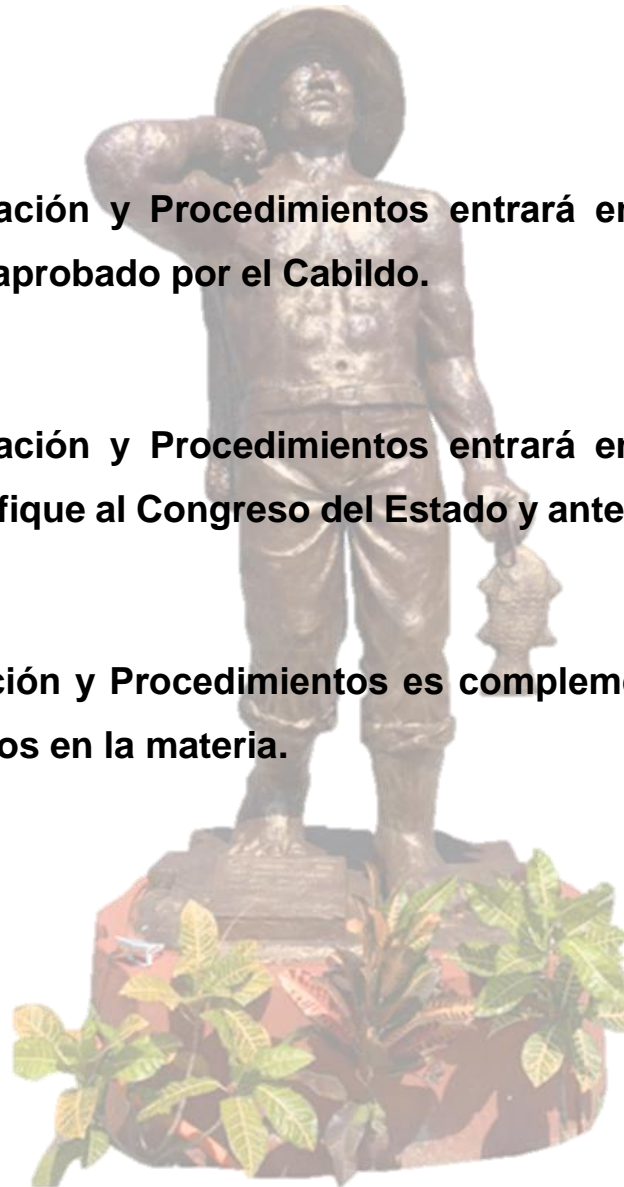 ación y Procedimientos entrará en
aprobado por el Cabildo.
ación y Procedimientos entrará en
fique al Congreso del Estado y ante
ción y Procedimientos es compleme
os en la materia.